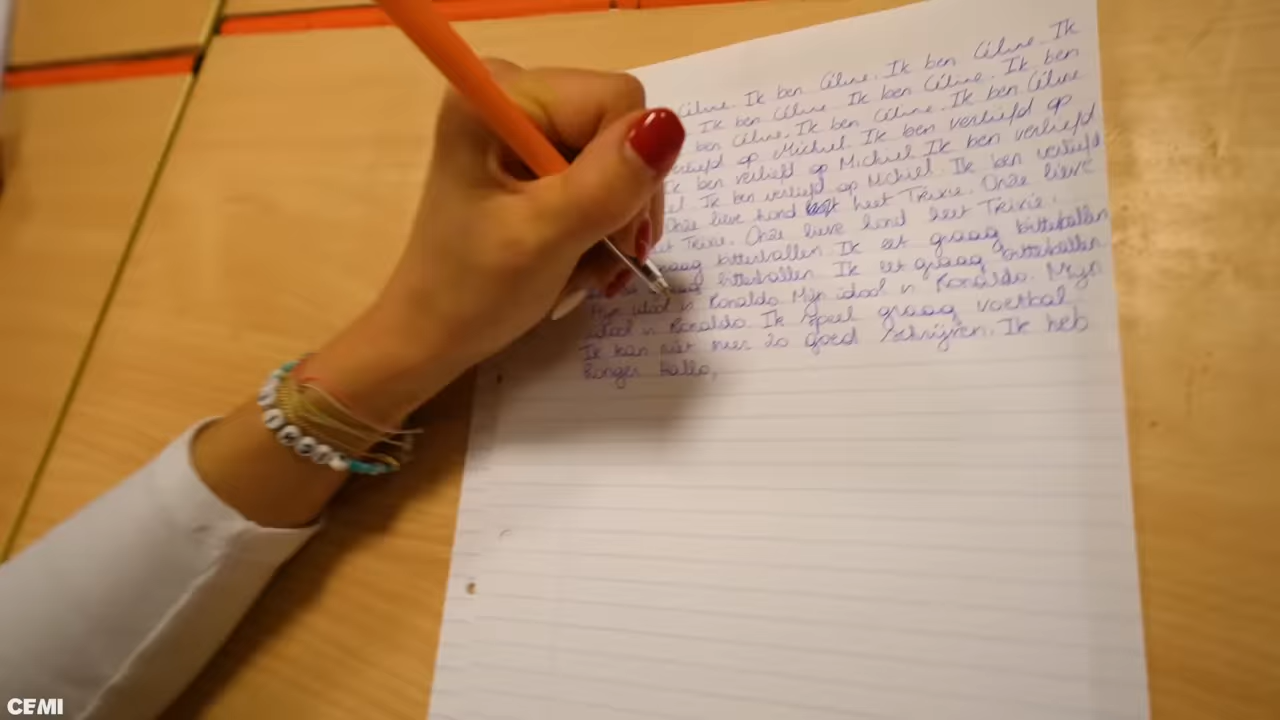 Céline. Ik ben Céline. Ik ben Céline. Ik
Ik ben Céline Ik ben Céline. Ik ben
ben Céline. Ik ben Céline. Ik ben Céline
op Michiel. Ik ben verliefd op
Ik ben verliefd op Michiel Ik ben verliefd
Ik ben verliefd op Michiel. Ik ben verliefd
Onze lieve hond heet Trixie. Onze lieve
Trixie. Onze lieve hond heet Trixie.
graag bitterballen Ik eet graag bitterballen
bitterballen Ik eet graag bitterballen
Mijn idool is Ronaldo Mijn idool is Ronaldo. Mijn
idool is Ronaldo. Ik speel graag voetbal
Ik kan niet meer zo goed schrijven. Ik heb
honger hallo,
CEMI